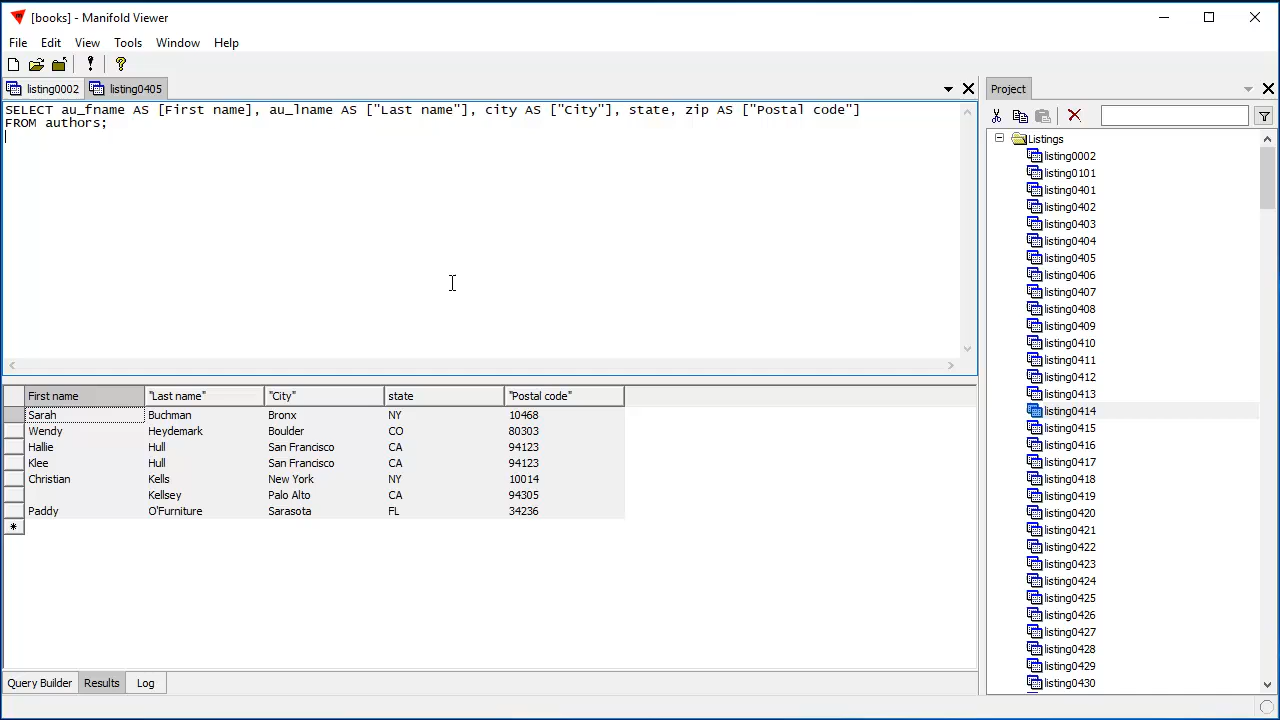 [books] - Manifold Viewer
File Edit View Tools Window Help
listing0002 listing0405
SELECT au_fname AS [First name], au_lname AS ["Last name"], city AS ["City"], state, zip AS ["Postal code"]
FROM authors;
First name "Last name" "City" state "Postal code"
Sarah Buchman Bronx NY 10468
Wendy Heydemark Boulder CO 80303
Hallie Hull San Francisco CA 94123
Klee Hull San Francisco CA 94123
Christian Kells New York NY 10014
Kellsey Palo Alto CA 94305
Paddy O'Furniture Sarasota FL 34236
*
Query Builder Results Log
Project
Listings
listing0002
listing0101
listing0401
listing0402
listing0403
listing0404
listing0405
listing0406
listing0407
listing0408
listing0409
listing0410
listing0411
listing0412
listing0413
listing0414
listing0415
listing0416
listing0417
listing0418
listing0419
listing0420
listing0421
listing0422
listing0423
listing0424
listing0425
listing0426
listing0427
listing0428
listing0429
listing0430